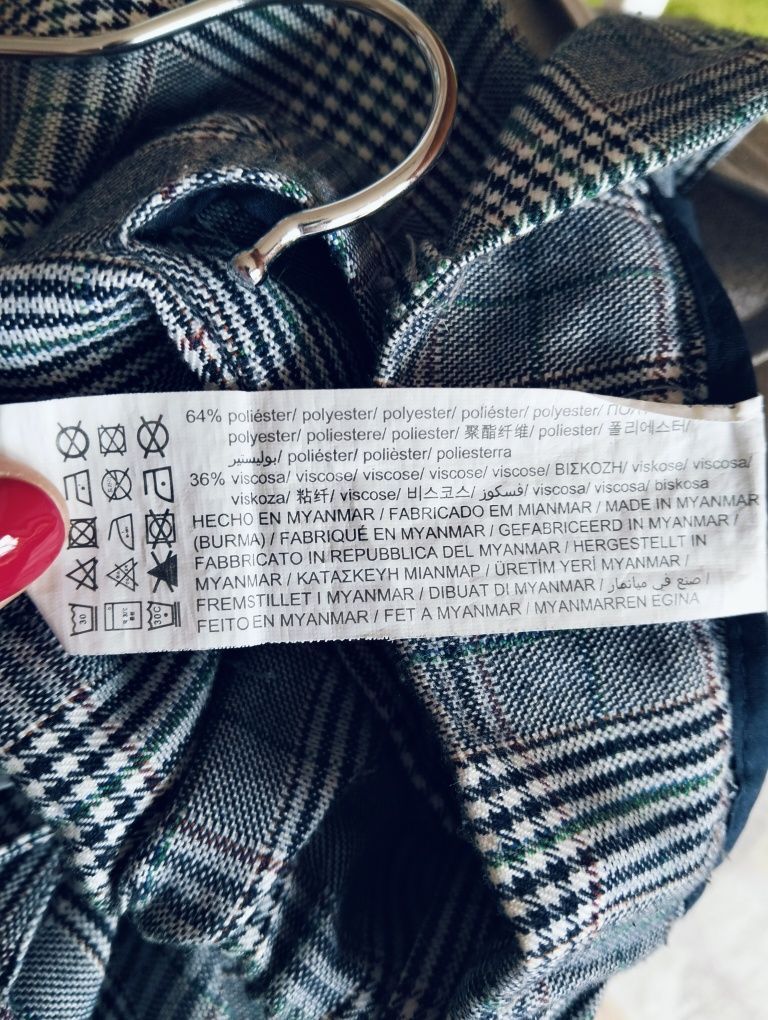 64% poliéster/ polyester/ polyester/ poliéster/ polyester/
polyester/ poliestere/ poliester/ 聚酯纤维/ poliester/ 폴리에스터/
بوليستير/ poliéster/ polièster/ poliesterra
36% viscosa/ viscose/ viscose/ viscose/ viscose/ ΒΙΣΚΟΖΗ/ viskose/ viscosa/
viskoza/ 粘纤/ viscose/ 비스코스/ فسكوز/ viscosa/ viscosa/ biskosa
HECHO EN MYANMAR / FABRICADO EM MIANMAR / MADE IN MYANMAR
(BURMA) / FABRIQUÉ EN MYANMAR / GEFABRICEERD IN MYANMAR /
FABBRICATO IN REPUBBLICA DEL MYANMAR / HERGESTELLT IN
MYANMAR / ΚΑΤΑΣΚΕΥΗ ΜΙΑΝΜΑΡ / ÜRETİM YERİ MYANMAR /
FREMSTILLET I MYANMAR / DIBUAT DI MYANMAR / صنع في ميانمار /
FEITO EN MYANMAR / FET A MYANMAR / MYANMARREN EGINA
30
30C